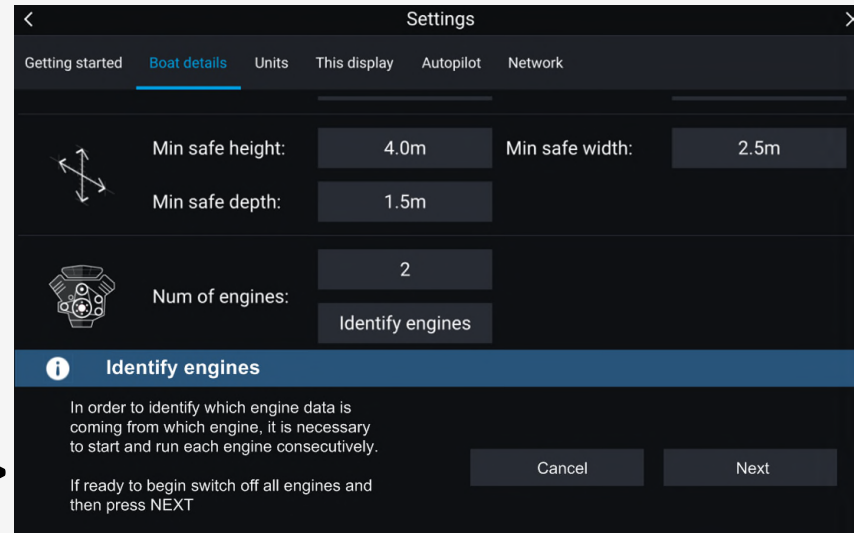 Settings
Getting started Boat details Units This display Autopilot Network
Min safe height: 4.0m Min safe width: 2.5m
Min safe depth: 1.5m
2
Num of engines:
Identify engines
Identify engines
In order to identify which engine data is
coming from which engine, it is necessary
to start and run each engine consecutively.
Cancel Next
If ready to begin switch off all engines and
then press NEXT